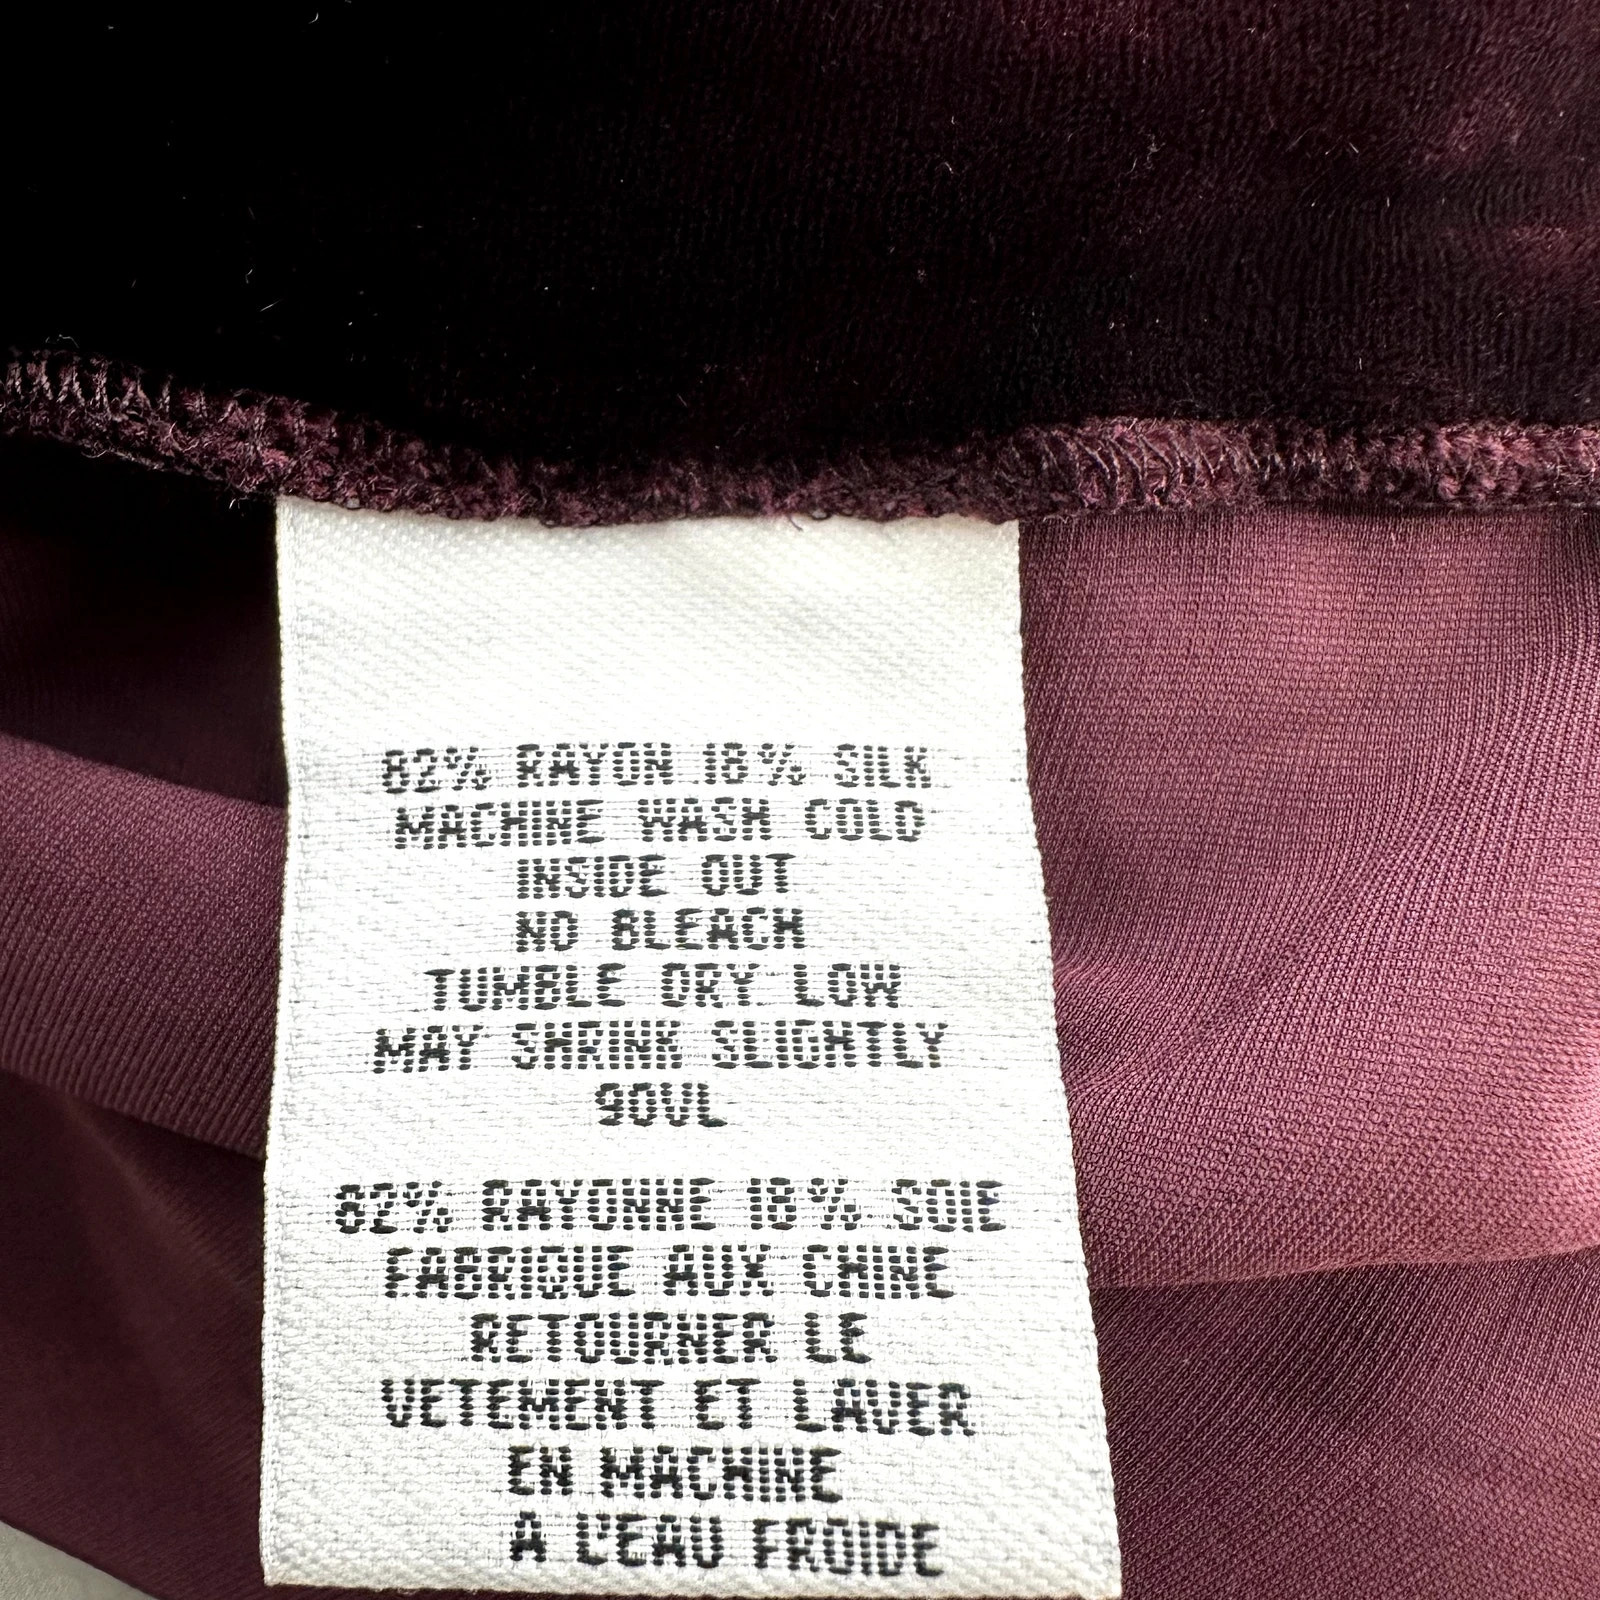 82% RAYON 18% SILK
MACHINE WASH COLD
INSIDE OUT
NO BLEACH
TUMBLE DRY LOW
MAY SHRINK SLIGHTLY
90VL
82% RAYONNE 18% SOIE
FABRIQUE AUX CHINE
RETOURNER LE
VETEMENT ET LAVER
EN MACHINE
A L'EAU FROIDE